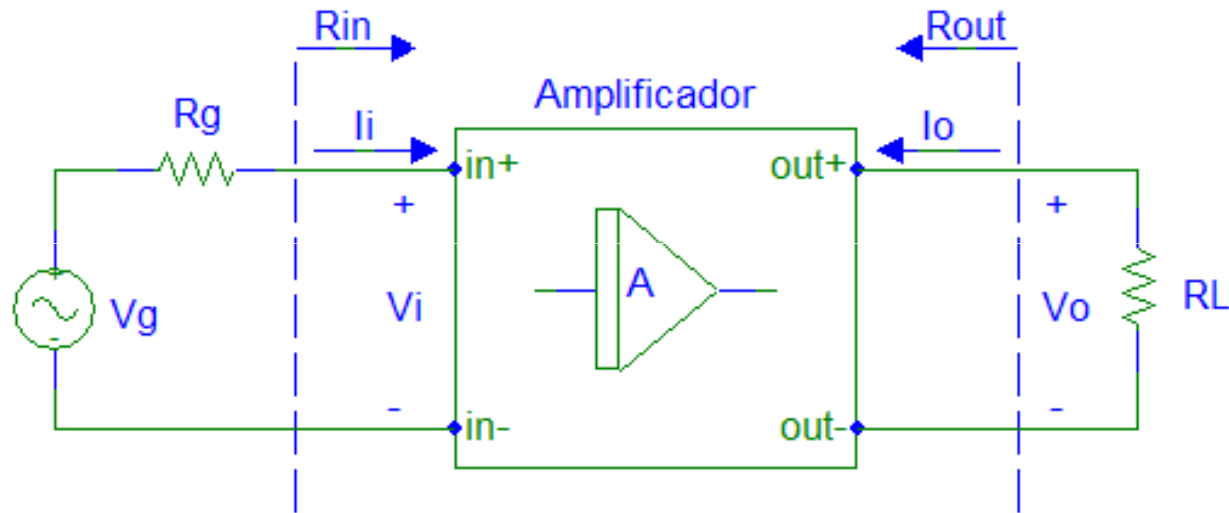 Rin
Rout
Amplificador
Rg
Ii
Io
in+
out+
+
+
A
+
Vg
Vi
Vo
RL
-
-
-
in-
out-